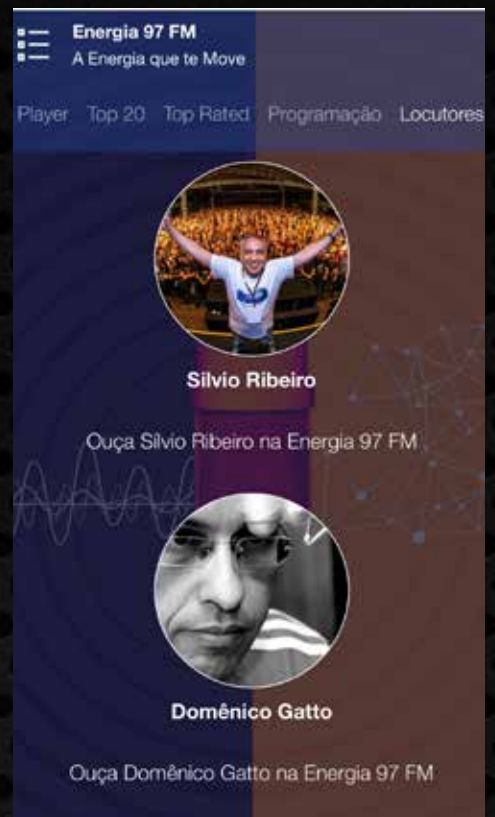 Energia 97 FM
A Energia que te Move
Player Top 20 Top Rated Programação Locutores
Silvio Ribeiro
Ouça Sílvio Ribeiro na Energia 97 FM
Domênico Gatto
Ouça Domênico Gatto na Energia 97 FM